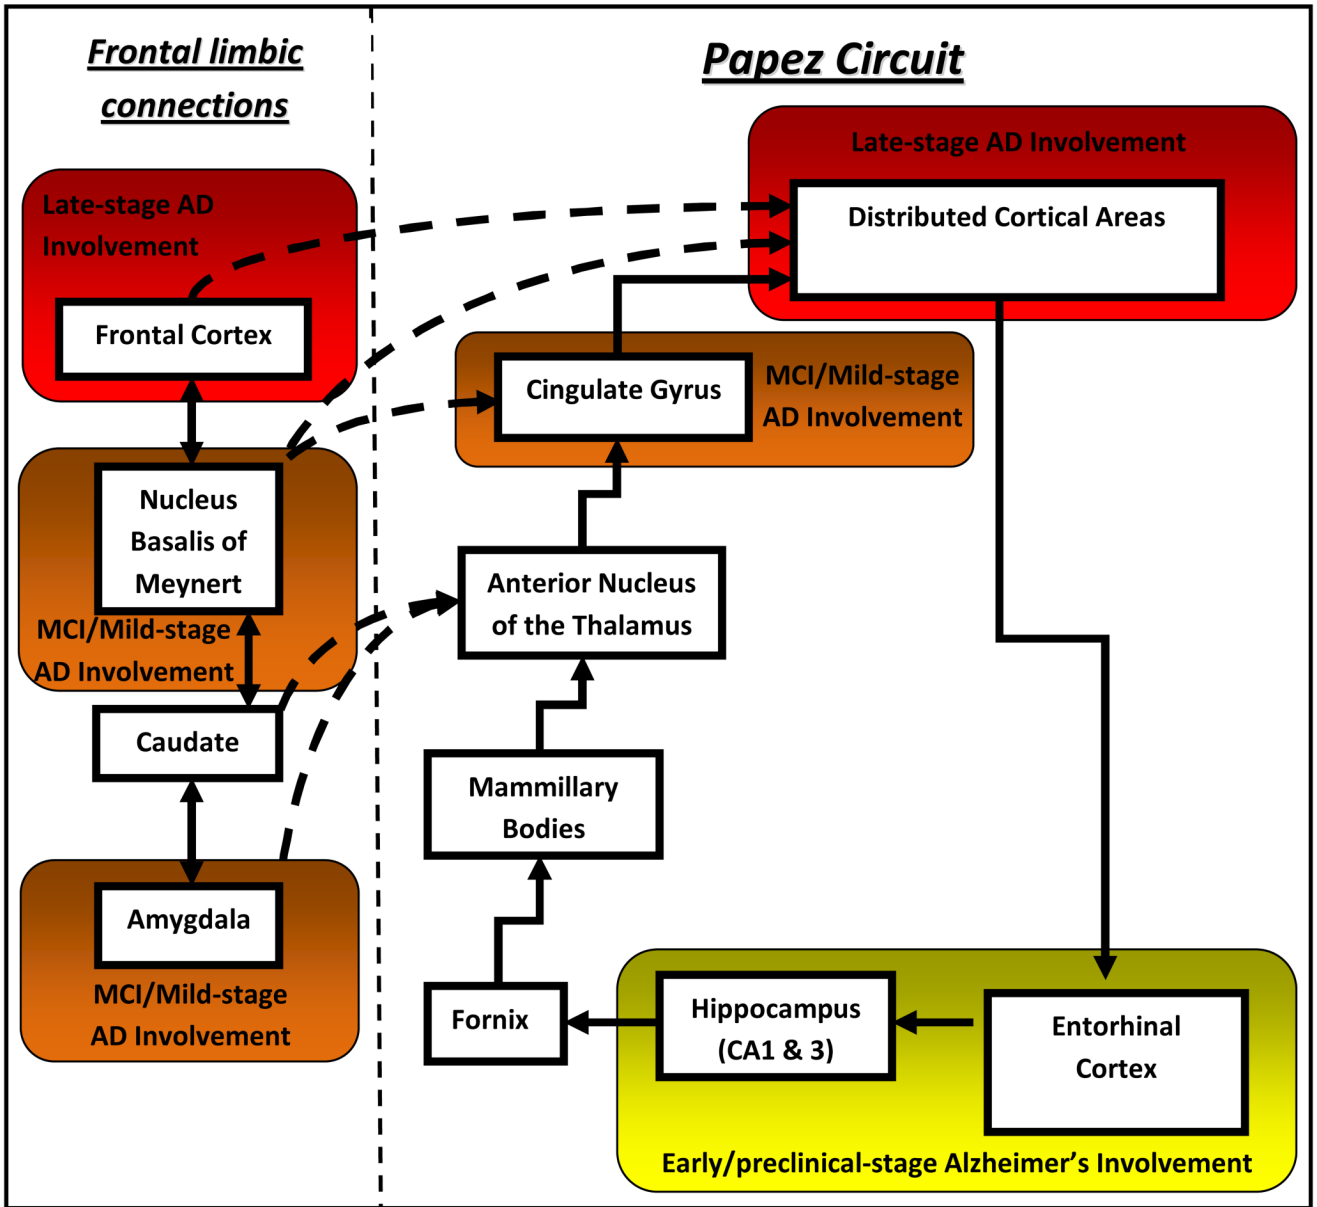 Frontal limbic
connections
Late-stage AD
Involvement
Frontal Cortex
Nucleus
Basalis of
Meynert
MCI/Mild-stage
AD Involvement
Caudate
Amygdala
MCI/Mild-stage
AD Involvement
Papez Circuit
Late-stage AD Involvement
Distributed Cortical Areas
Cingulate Gyrus
MCI/Mild-stage
AD Involvement
Anterior Nucleus
of the Thalamus
Mammillary
Bodies
Fornix
Hippocampus
(CA1 & 3)
Entorhinal
Cortex
Early/preclinical-stage Alzheimer’s Involvement